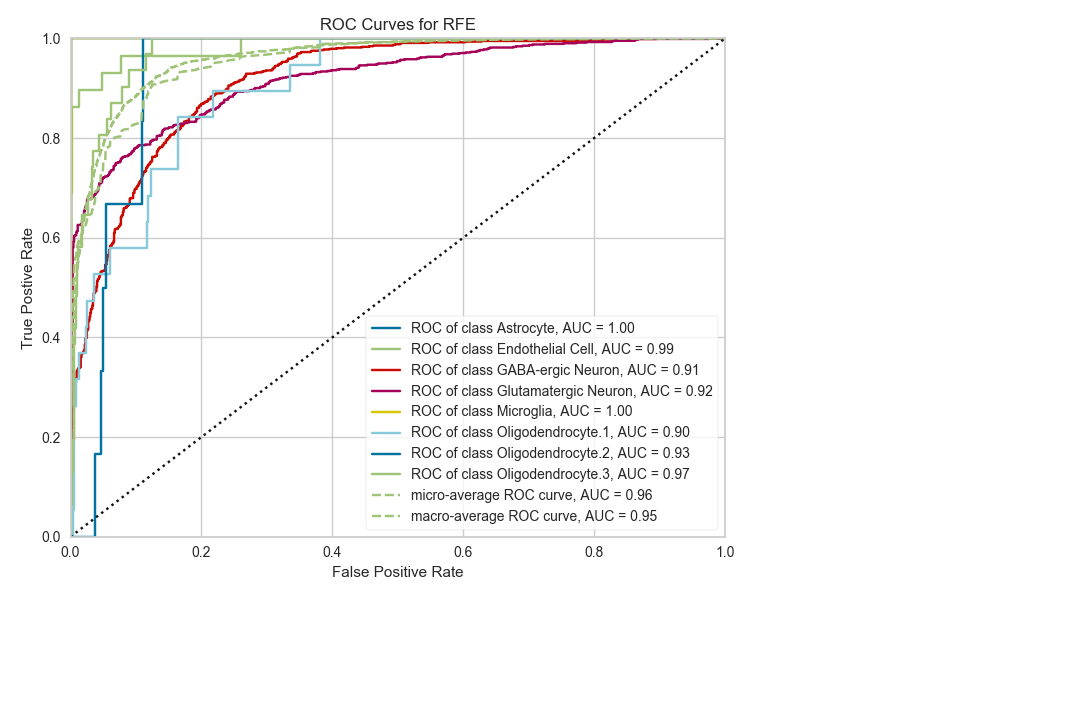 ROC Curves for RFE
True Postive Rate
1.0
0.8
0.6
0.4
0.2
0.0
ROC of class Astrocyte, AUC = 1.00
ROC of class Endothelial Cell, AUC = 0.99
ROC of class GABA-ergic Neuron, AUC = 0.91
ROC of class Glutamatergic Neuron, AUC = 0.92
ROC of class Microglia, AUC = 1.00
ROC of class Oligodendrocyte.1, AUC = 0.90
ROC of class Oligodendrocyte.2, AUC = 0.93
ROC of class Oligodendrocyte.3, AUC = 0.97
micro-average ROC curve, AUC = 0.96
macro-average ROC curve, AUC = 0.95
0.0 0.2 0.4 0.6 0.8 1.0
False Positive Rate